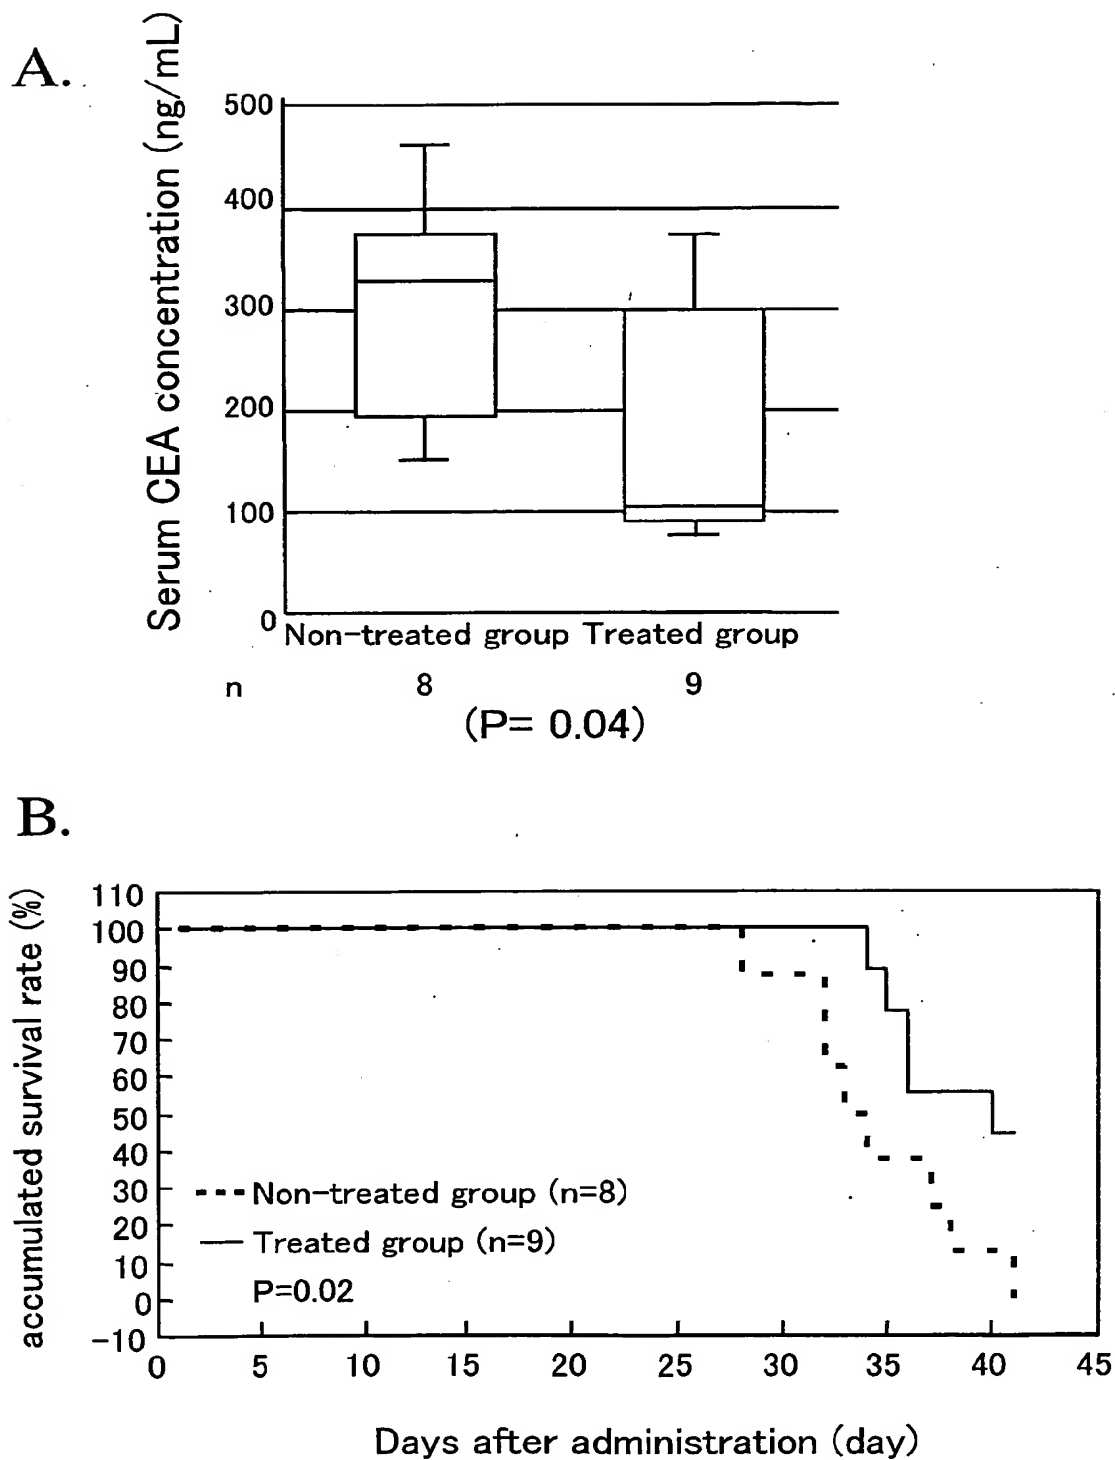 A.
Serum CEA concentration (ng/mL)
500
400
300
200
100
0
Non-treated group Treated group
n 8 9
(P= 0.04)
B.
accumulated survival rate (%)
110
100
90
80
70
60
50
40
30
20
10
0
-10
Non-treated group (n=8)
Treated group (n=9)
P=0.02
0 5 10 15 20 25 30 35 40 45
Days after administration (day)